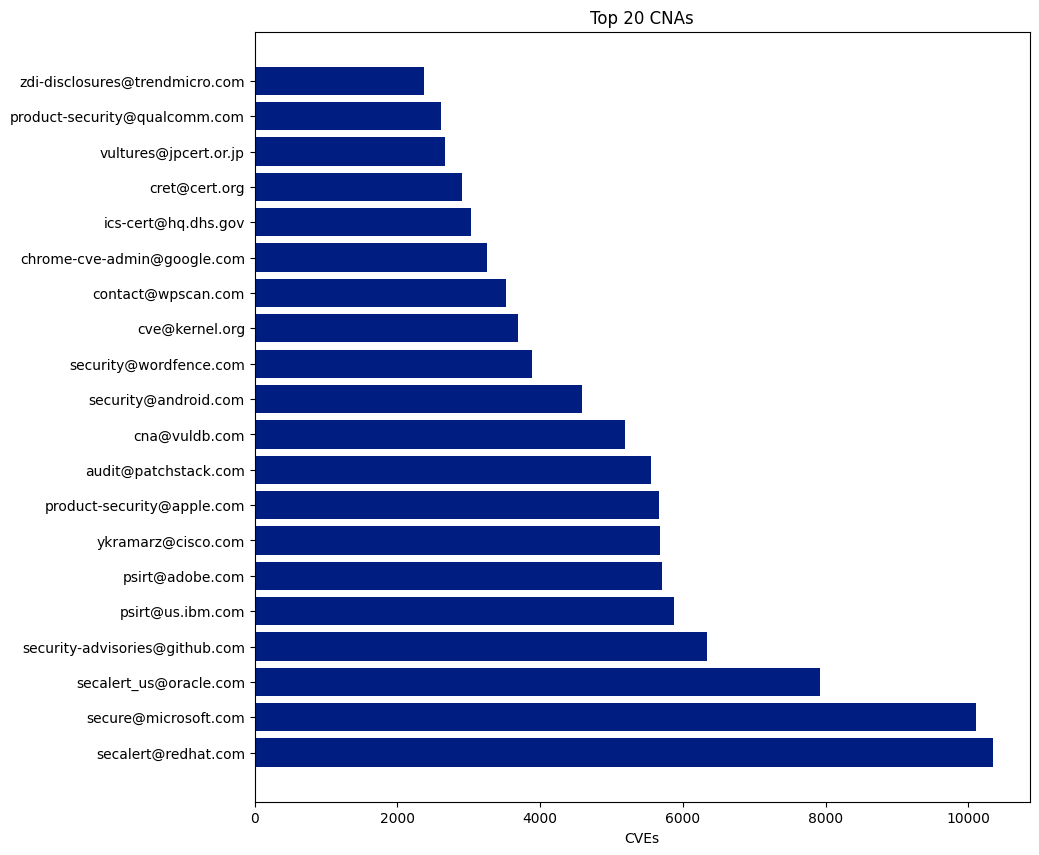 Top 20 CNAs
zdi-disclosures@trendmicro.com
product-security@qualcomm.com
vultures@jpcert.or.jp
cret@cert.org
ics-cert@hq.dhs.gov
chrome-cve-admin@google.com
contact@wpscan.com
cve@kernel.org
security@wordfence.com
security@android.com
cna@vuldb.com
audit@patchstack.com
product-security@apple.com
ykramarz@cisco.com
psirt@adobe.com
psirt@us.ibm.com
security-advisories@github.com
secalert_us@oracle.com
secure@microsoft.com
secalert@redhat.com
0 2000 4000 6000 8000 10000
CVEs